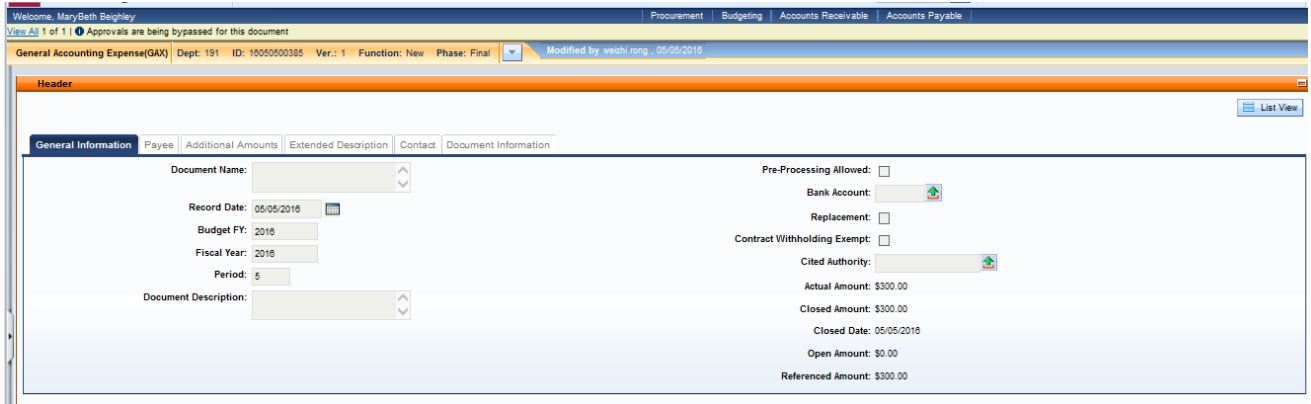 Welcome, MaryBeth Beighley Procurement Budgeting Accounts Receivable Accounts Payable
View All 1 of 1 | Approvals are being bypassed for this document
General Accounting Expense(GAX) Dept: 191 ID: 16050500385 Ver.: 1 Function: New Phase: Final Modified by weizhi.rong , 05/05/2016
Header
List View
General Information Payee Additional Amounts Extended Description Contact Document Information
Document Name: Pre-Processing Allowed:
Bank Account:
Record Date: 05/05/2016 Replacement:
Budget FY: 2016 Contract Withholding Exempt:
Fiscal Year: 2016 Cited Authority:
Period: 5 Actual Amount: $300.00
Document Description: Closed Amount: $300.00
Closed Date: 05/05/2016
Open Amount: $0.00
Referenced Amount: $300.00